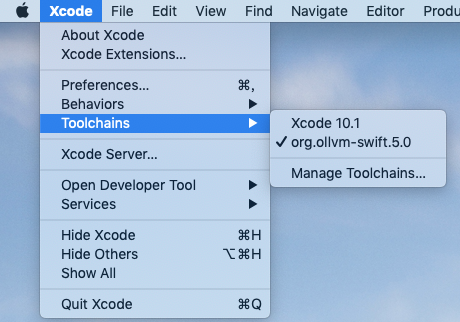 Xcode File Edit View Find Navigate Editor Produ
About Xcode
Xcode Extensions...
Preferences... ⌘,
Behaviors
Toolchains
Xcode 10.1
✓ org.ollvm-swift.5.0
Manage Toolchains...
Xcode Server...
Open Developer Tool
Services
Hide Xcode ⌘H
Hide Others ⌥⌘H
Show All
Quit Xcode ⌘Q